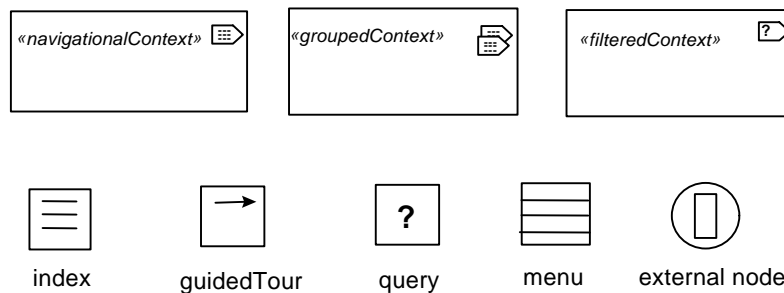 «navigationalContext»
«groupedContext»
«filteredContext» ?
?
index
guidedTour
query
menu
external node